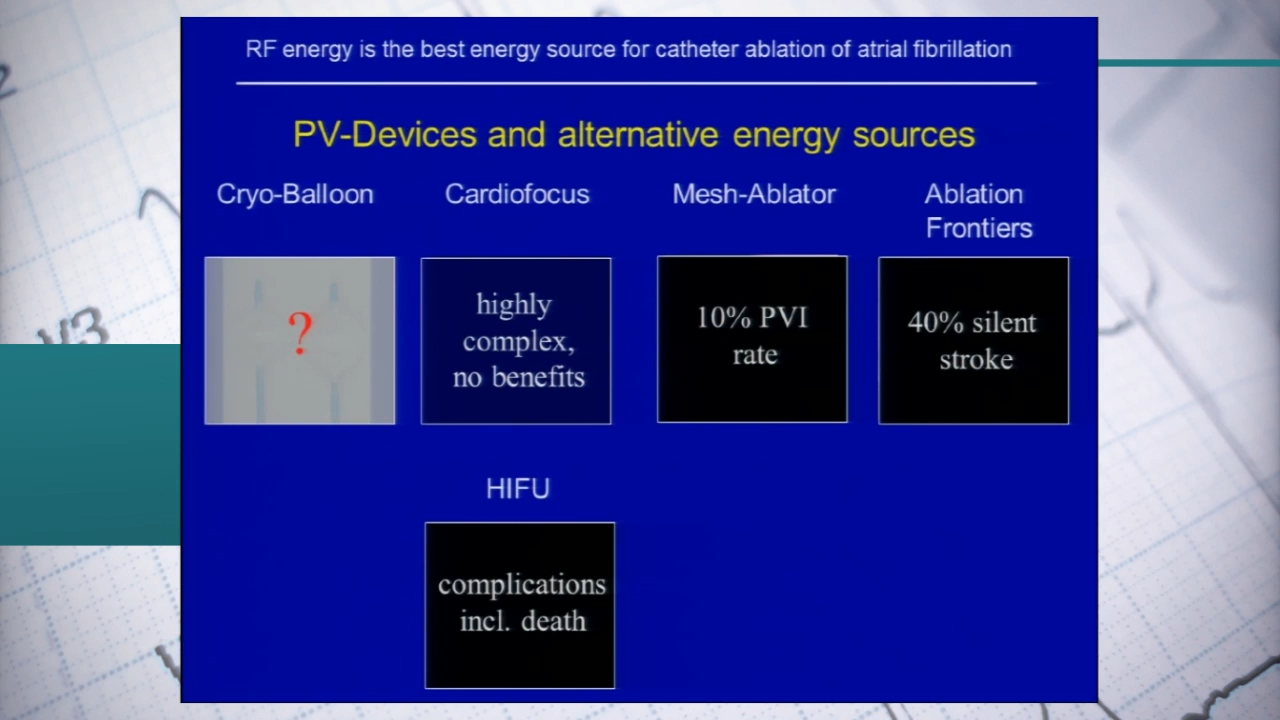 RF energy is the best energy source for catheter ablation of atrial fibrillation
PV-Devices and alternative energy sources
Cryo-Balloon
?
Cardiofocus
highly
complex,
no benefits
Mesh-Ablator
10% PVI
rate
Ablation
Frontiers
40% silent
stroke
HIFU
complications
incl. death
V3
2